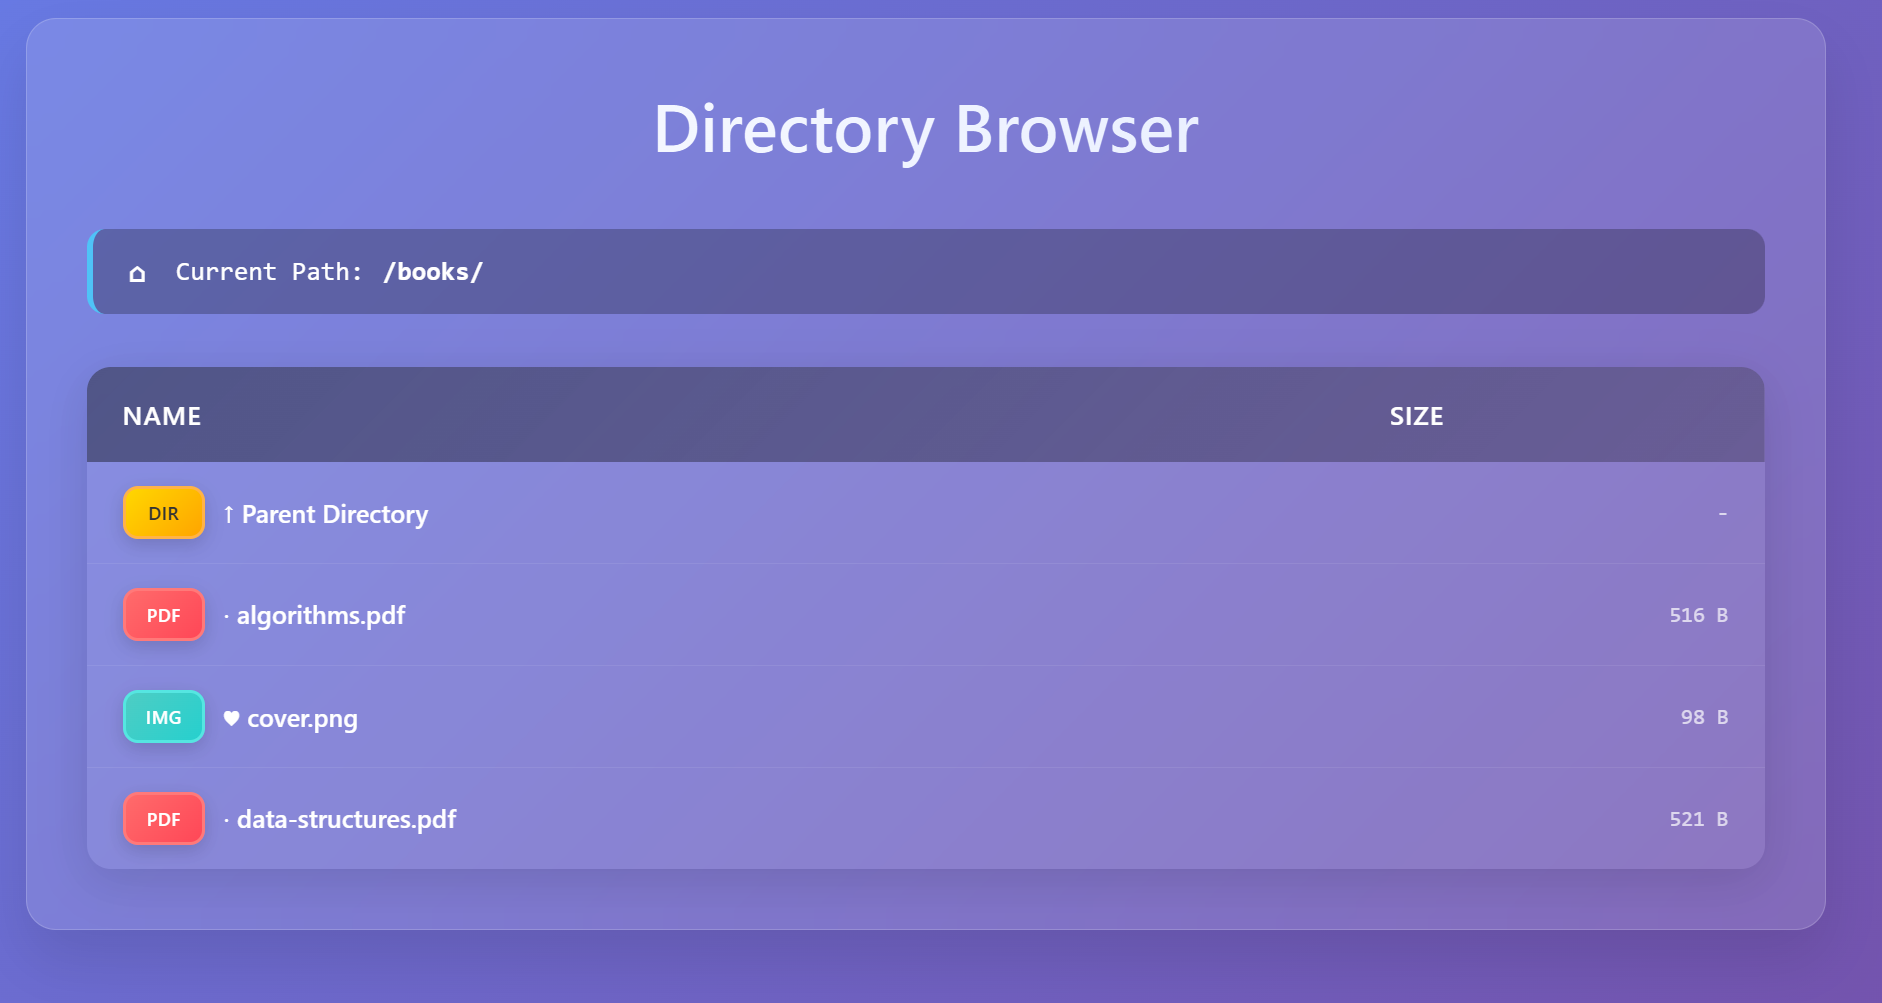 Directory Browser
Current Path: /books/
NAME SIZE
DIR ↑ Parent Directory -
PDF · algorithms.pdf 516 B
IMG ♥ cover.png 98 B
PDF · data-structures.pdf 521 B